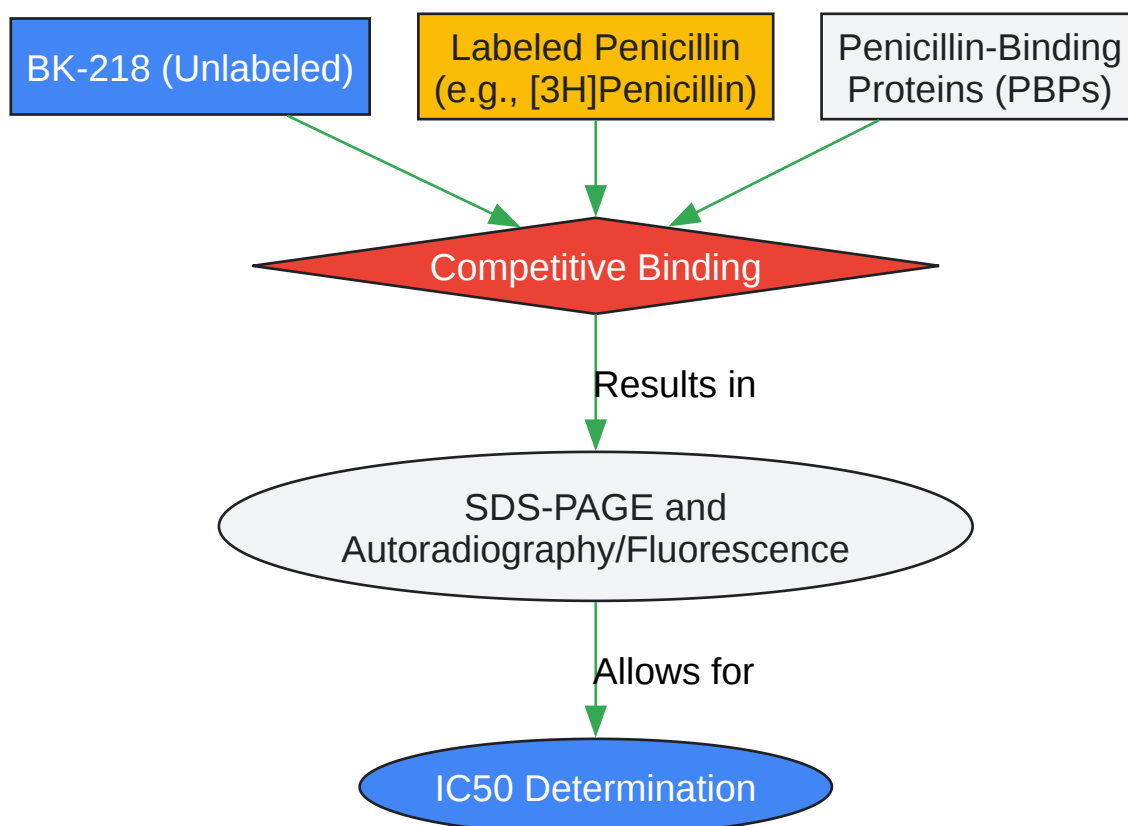 BK-218 (Unlabeled)
Labeled Penicillin
(e.g., [3H]Penicillin)
Penicillin-Binding
Proteins (PBPs)
Competitive Binding
Results in
SDS-PAGE and
Autoradiography/Fluorescence
Allows for
IC50 Determination